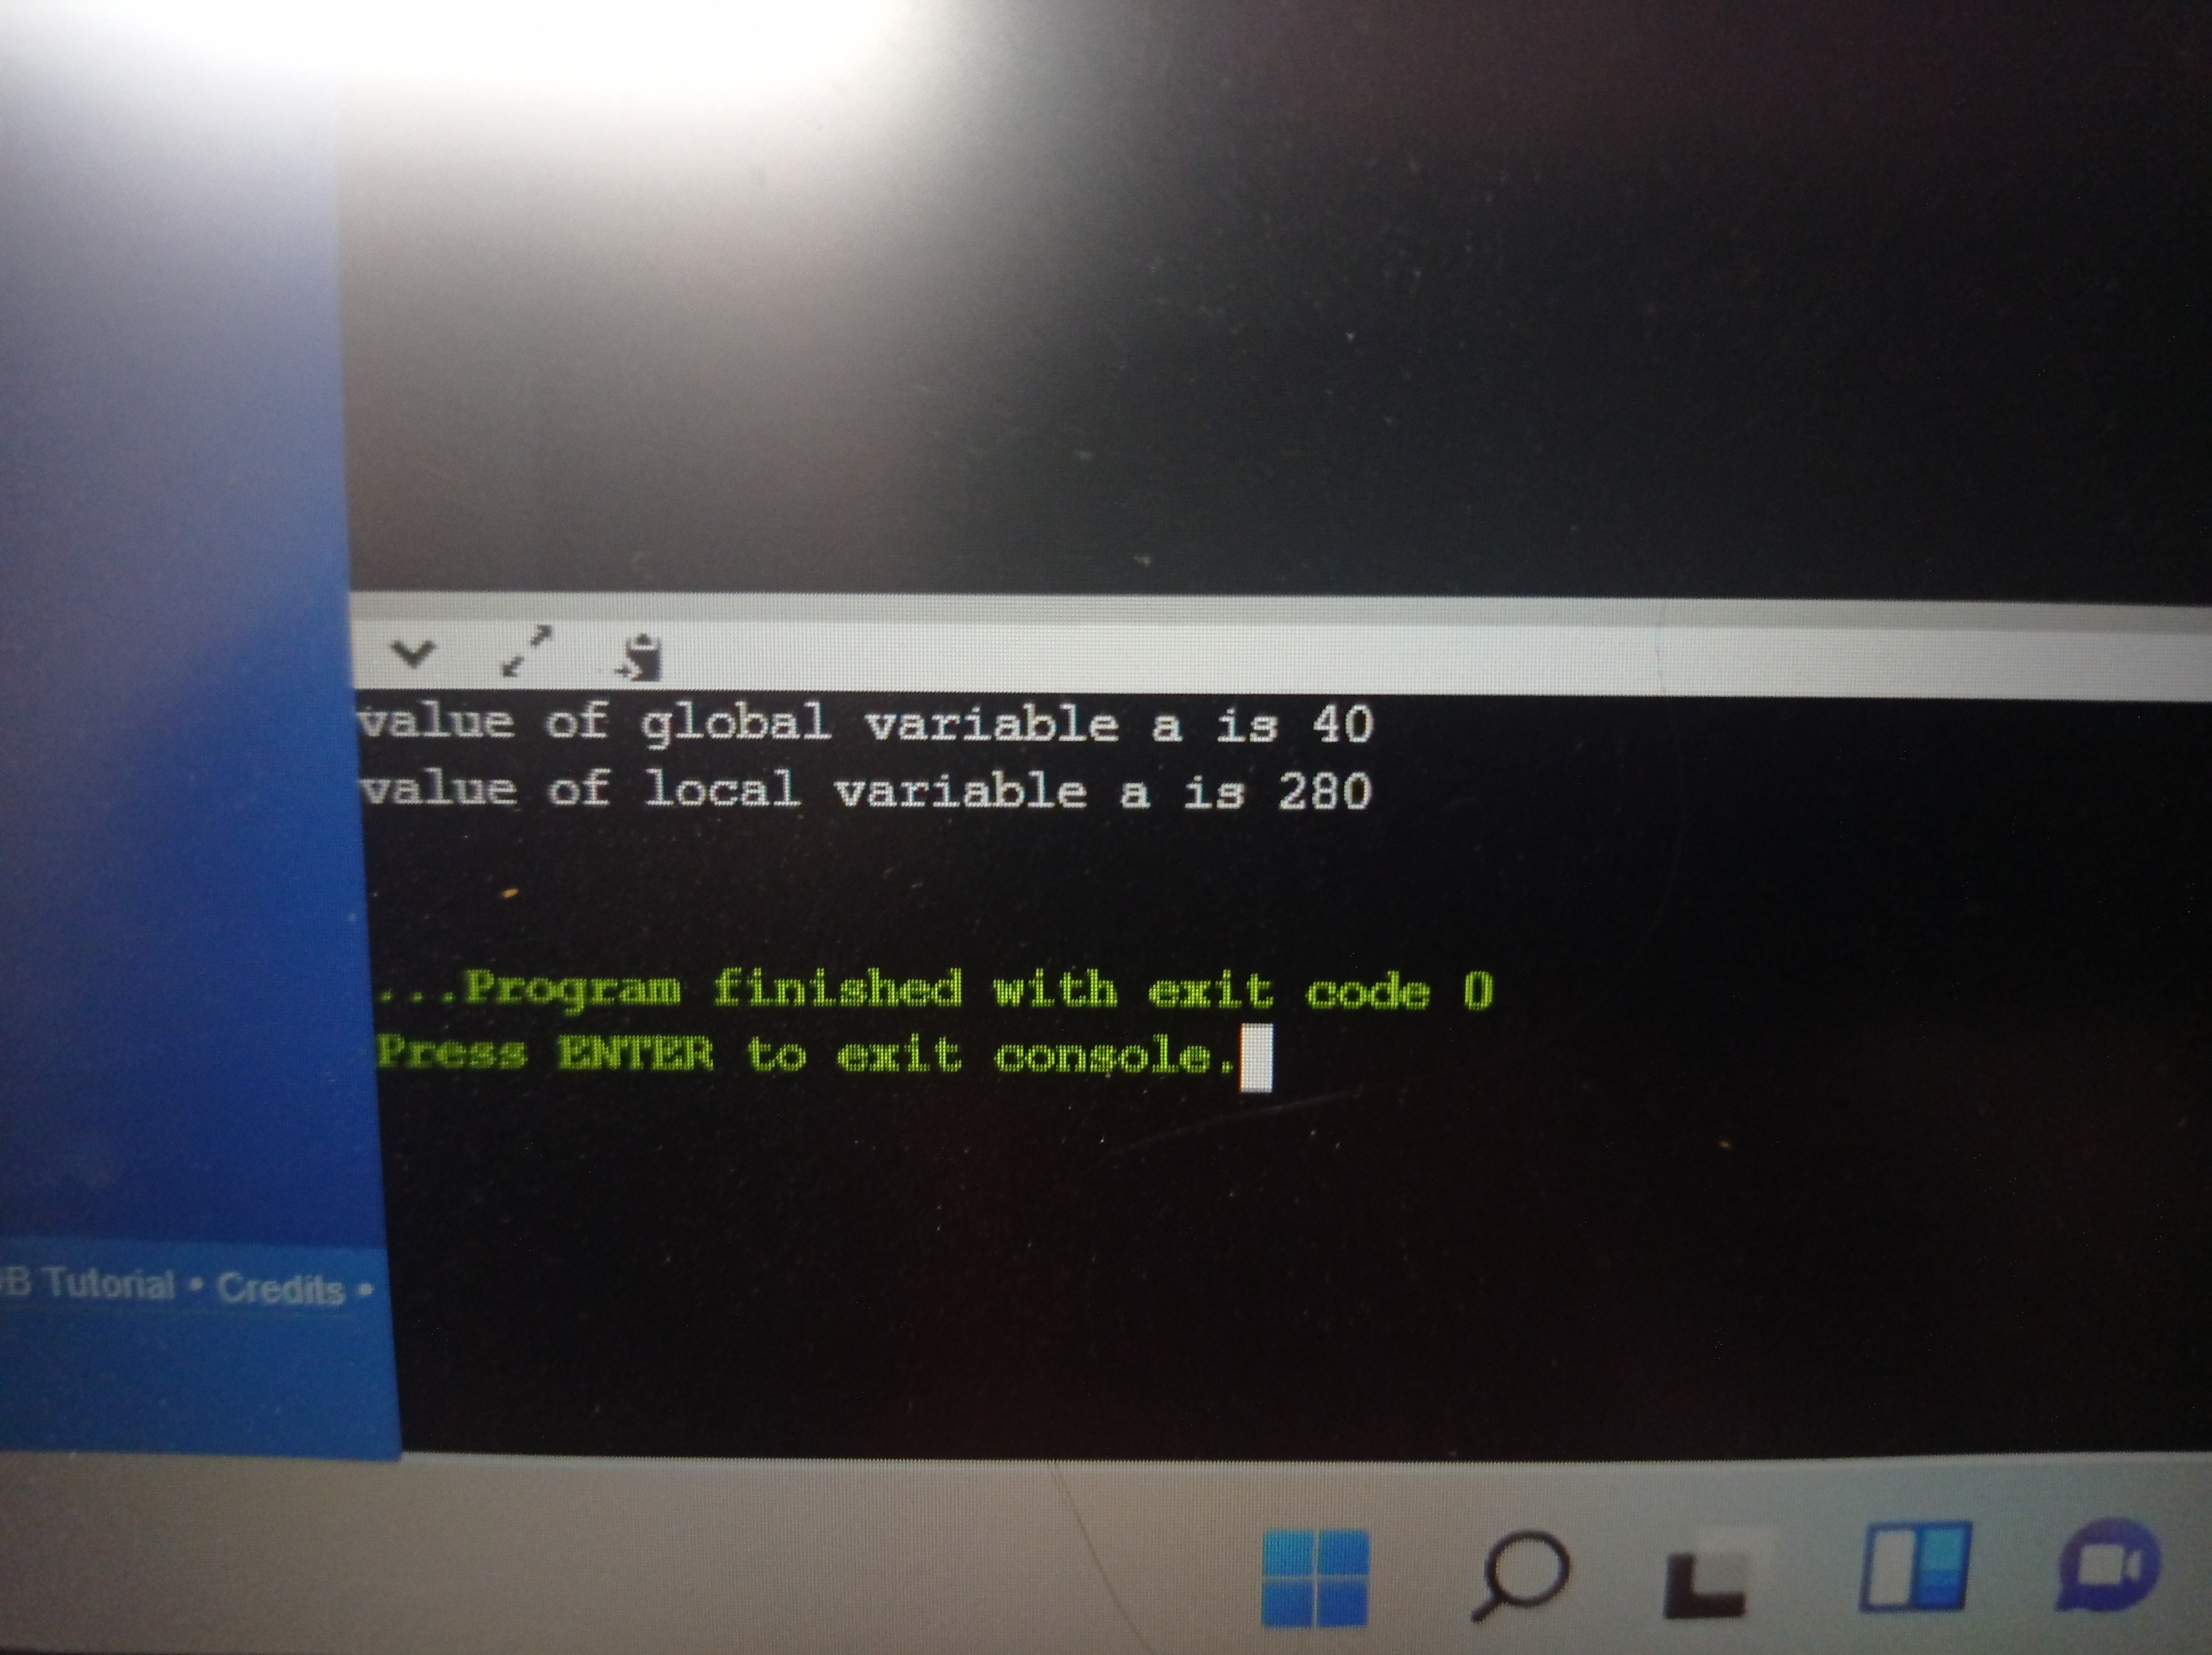 value of global variable a is 40
value of local variable a is 280
...Program finished with exit code 0
Press ENTER to exit console.
B Tutorial • Credits •